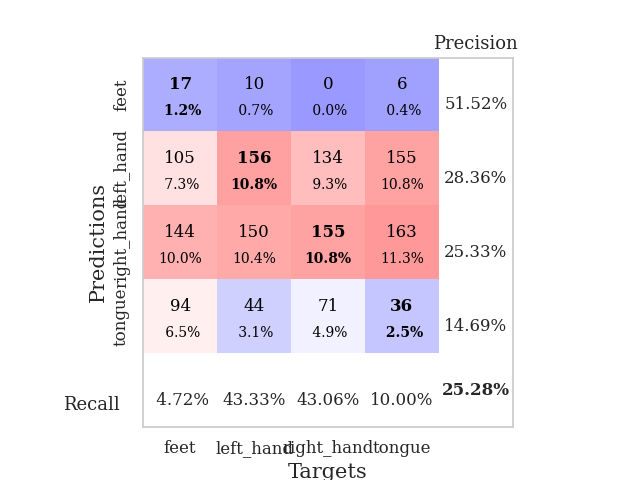 Precision
feet 17 10 0 6 51.52%
1.2% 0.7% 0.0% 0.4%
left_hand 105 156 134 155 28.36%
7.3% 10.8% 9.3% 10.8%
right_hand 144 150 155 163 25.33%
10.0% 10.4% 10.8% 11.3%
tongue 94 44 71 36 14.69%
6.5% 3.1% 4.9% 2.5%
Predictions
Recall 4.72% 43.33% 43.06% 10.00% 25.28%
feet left_hand right_hand tongue
Targets